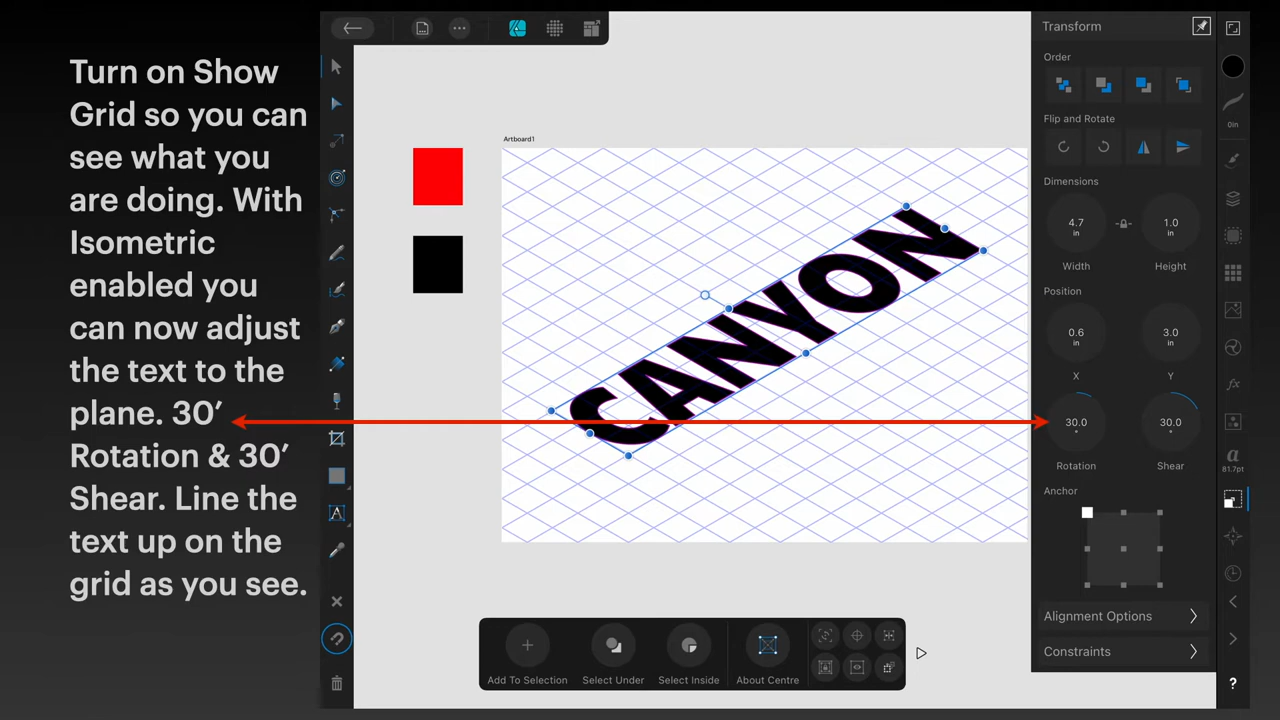 Turn on Show
Grid so you can
see what you
are doing. With
Isometric
enabled you
can now adjust
the text to the
plane. 30′
Rotation & 30′
Shear. Line the
text up on the
grid as you see.
Artboard1
CANYON
Add To Selection
Select Under
Select Inside
About Centre
Transform
Order
Flip and Rotate
Dimensions
4.7 in
1.0 in
Width
Height
Position
0.6 in
3.0 in
X
Y
30.0 °
30.0 °
Rotation
Shear
Anchor
Alignment Options
Constraints
0in
fx
a
81.7pt
?